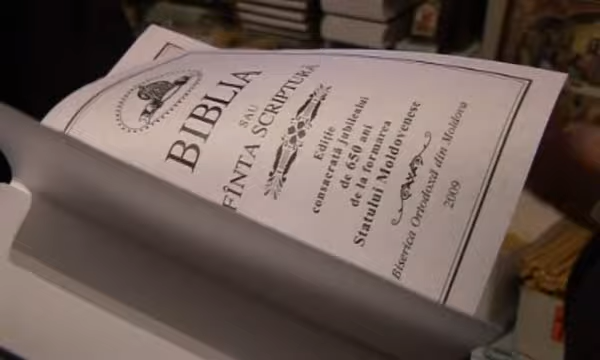 BIBLIA
SAU
FÎNTA SCRIPTURĂ
Ediție
consacrată jubileului
de 650 ani
de la formarea
Statului Moldovenesc
Biserica Ortodoxă din Moldova
2009